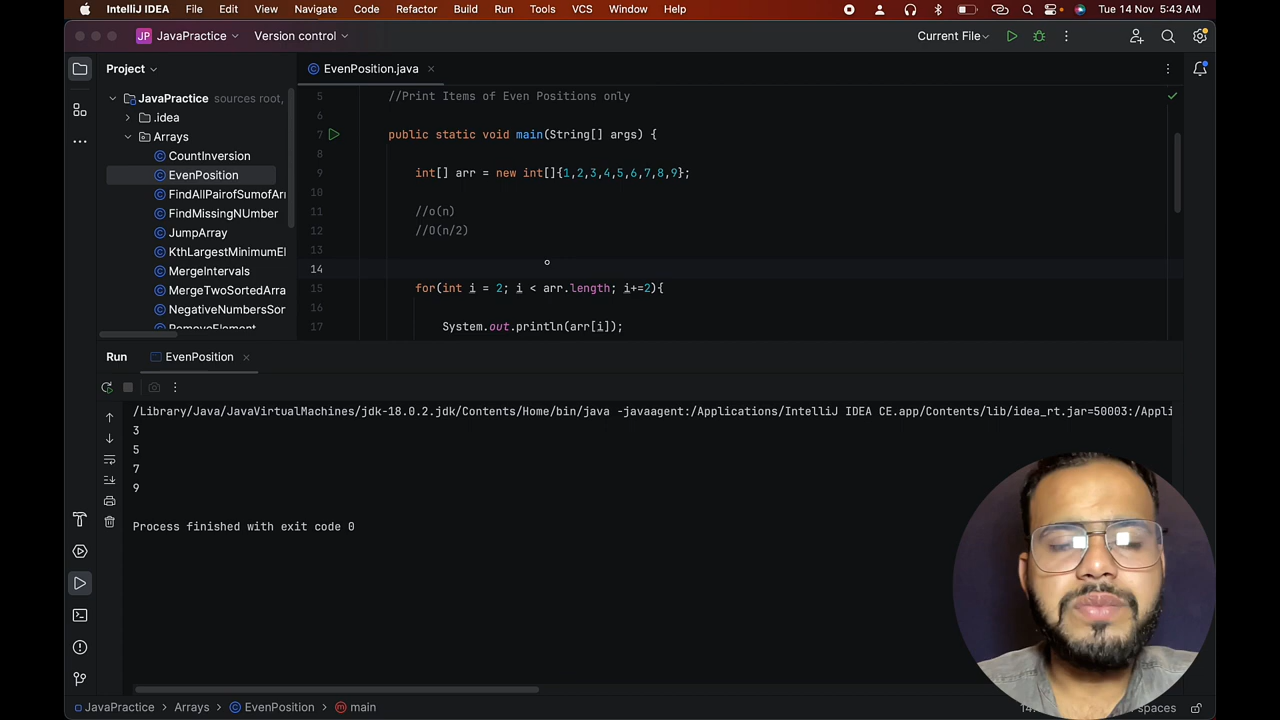 IntelliJ IDEA File Edit View Navigate Code Refactor Build Run Tools VCS Window Help Tue 14 Nov 5:43 AM
JP JavaPractice Version control Current File
Project EvenPosition.java
JavaPractice sources root,
.idea
Arrays
CountInversion
EvenPosition
FindAllPairofSumofArr
FindMissingNUmber
JumpArray
KthLargestMinimumEl
MergeIntervals
MergeTwoSortedArra
NegativeNumbersSor
RemoveElement
5 //Print Items of Even Positions only
6
7 public static void main(String[] args) {
8
9 int[] arr = new int[]{1,2,3,4,5,6,7,8,9};
10
11 //o(n)
12 //O(n/2)
13
14
15 for(int i = 2; i < arr.length; i+=2){
16
17 System.out.println(arr[i]);
Run EvenPosition
/Library/Java/JavaVirtualMachines/jdk-18.0.2.jdk/Contents/Home/bin/java -javaagent:/Applications/IntelliJ IDEA CE.app/Contents/lib/idea_rt.jar=50003:/Appli
3
5
7
9
Process finished with exit code 0
JavaPractice Arrays EvenPosition main spaces